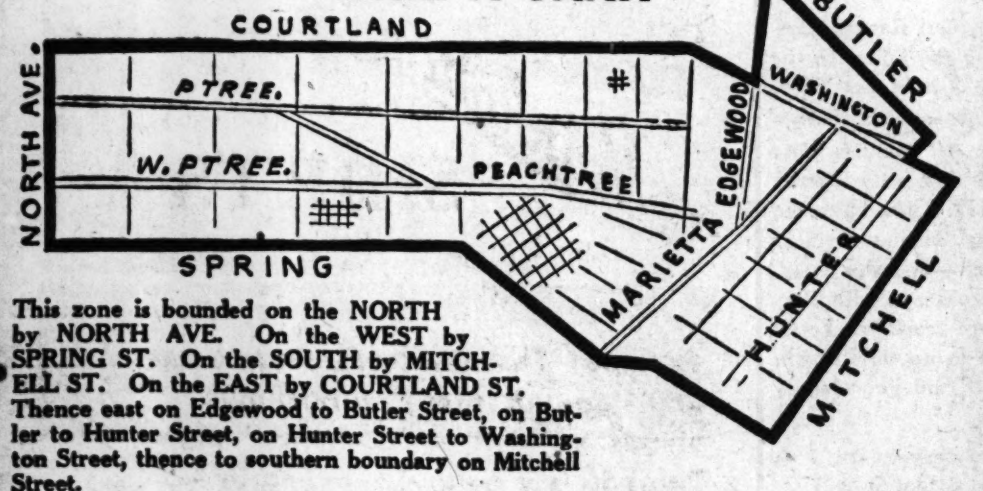 COURTLAND
BUTLER
NORTH AVE.
P'TREE.
WASHINGTON
EDGEWOOD
W. P'TREE.
PEACHTREE
MARIETTA
HUNTER
MITCHELL
SPRING
This zone is bounded on the NORTH
by NORTH AVE. On the WEST by
SPRING ST. On the SOUTH by MITCH-
ELL ST. On the EAST by COURTLAND ST.
Thence east on Edgewood to Butler Street, on But-
ler to Hunter Street, on Hunter Street to Washing-
ton Street, thence to southern boundary on Mitchell
Street.